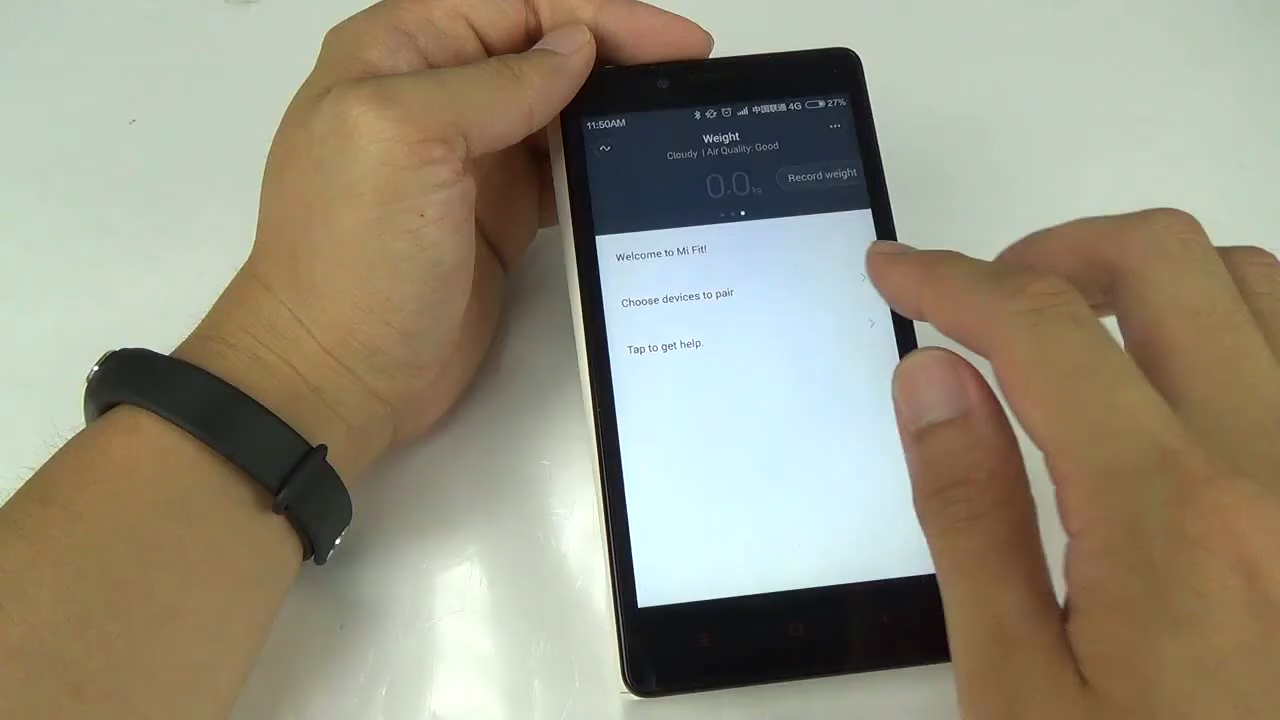 11:50AM
中国联通 4G 27%
Weight
Cloudy | Air Quality: Good
0.0 kg
Record weight
Welcome to Mi Fit!
Choose devices to pair
Tap to get help.